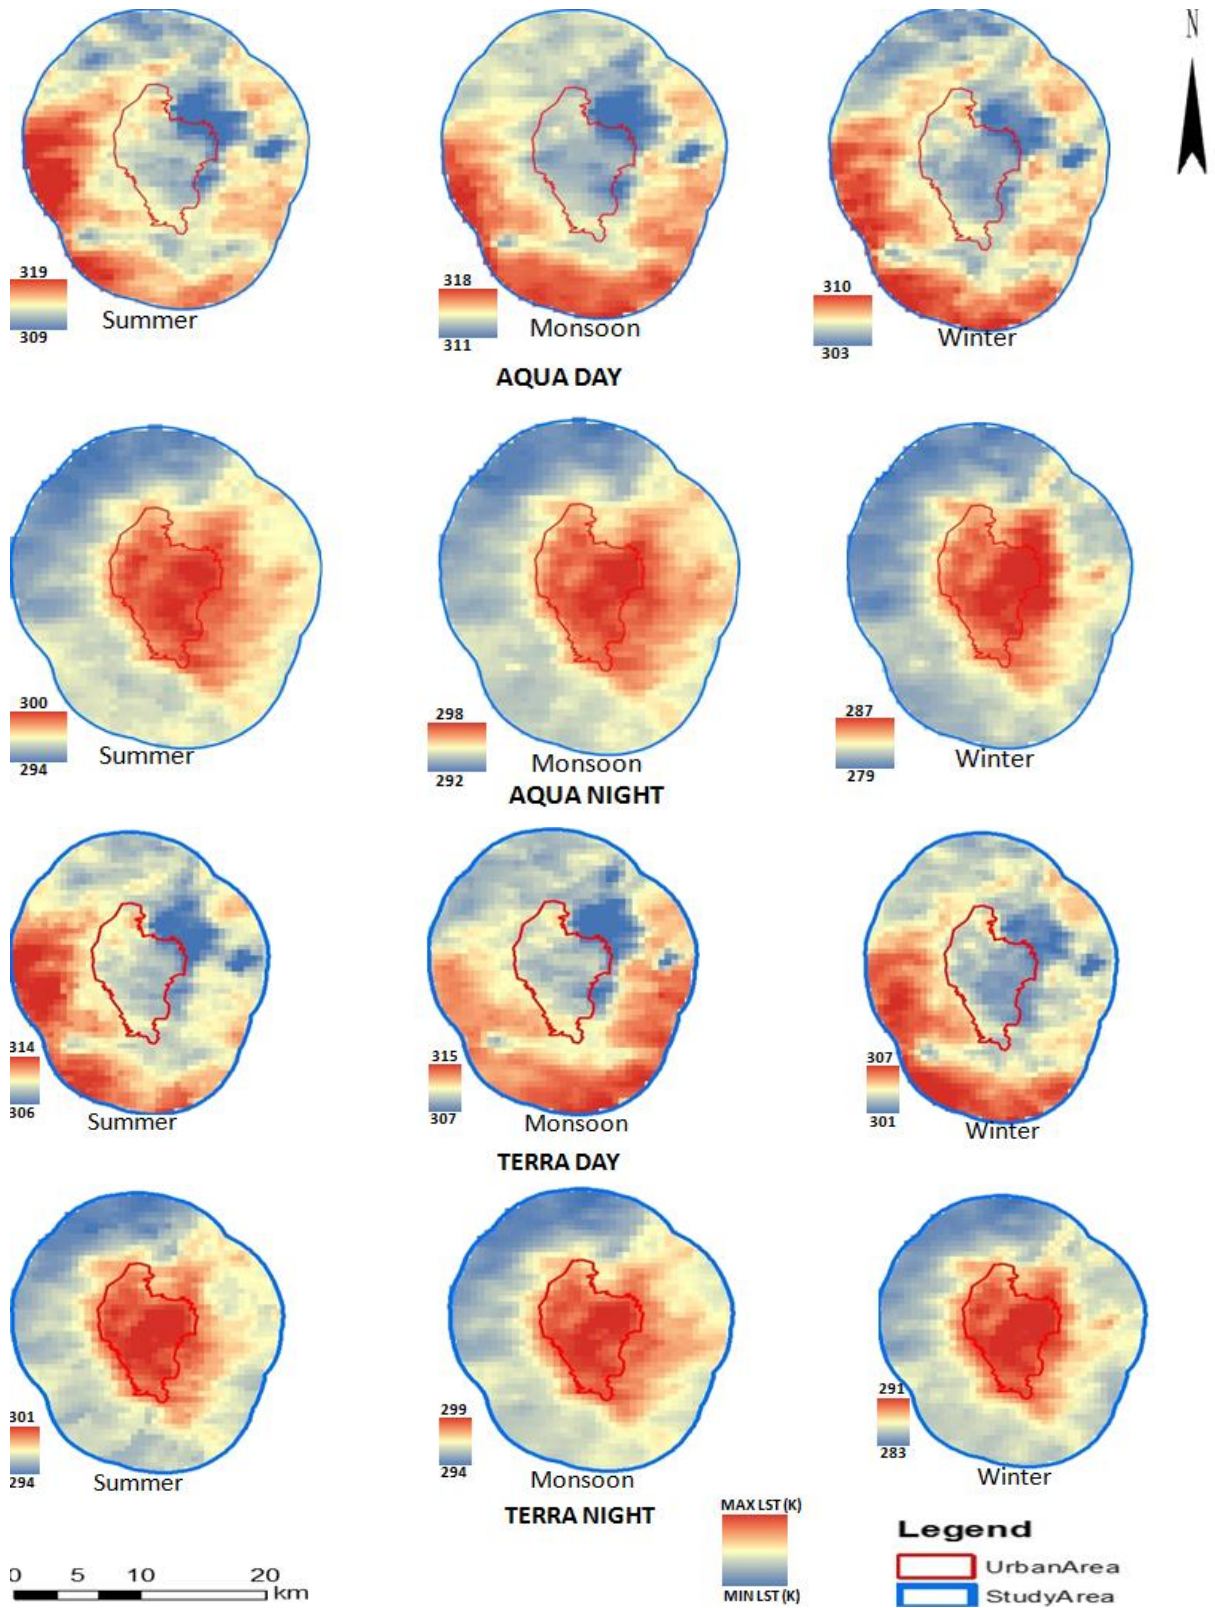 N
319
309
Summer
318
311
Monsoon
310
303
Winter
AQUA DAY
300
294
Summer
298
292
Monsoon
287
279
Winter
AQUA NIGHT
314
306
Summer
315
307
Monsoon
307
301
Winter
TERRA DAY
301
294
Summer
299
294
Monsoon
291
283
Winter
TERRA NIGHT
MAX LST (K)
MIN LST (K)
Legend
UrbanArea
StudyArea
0 5 10 20
km